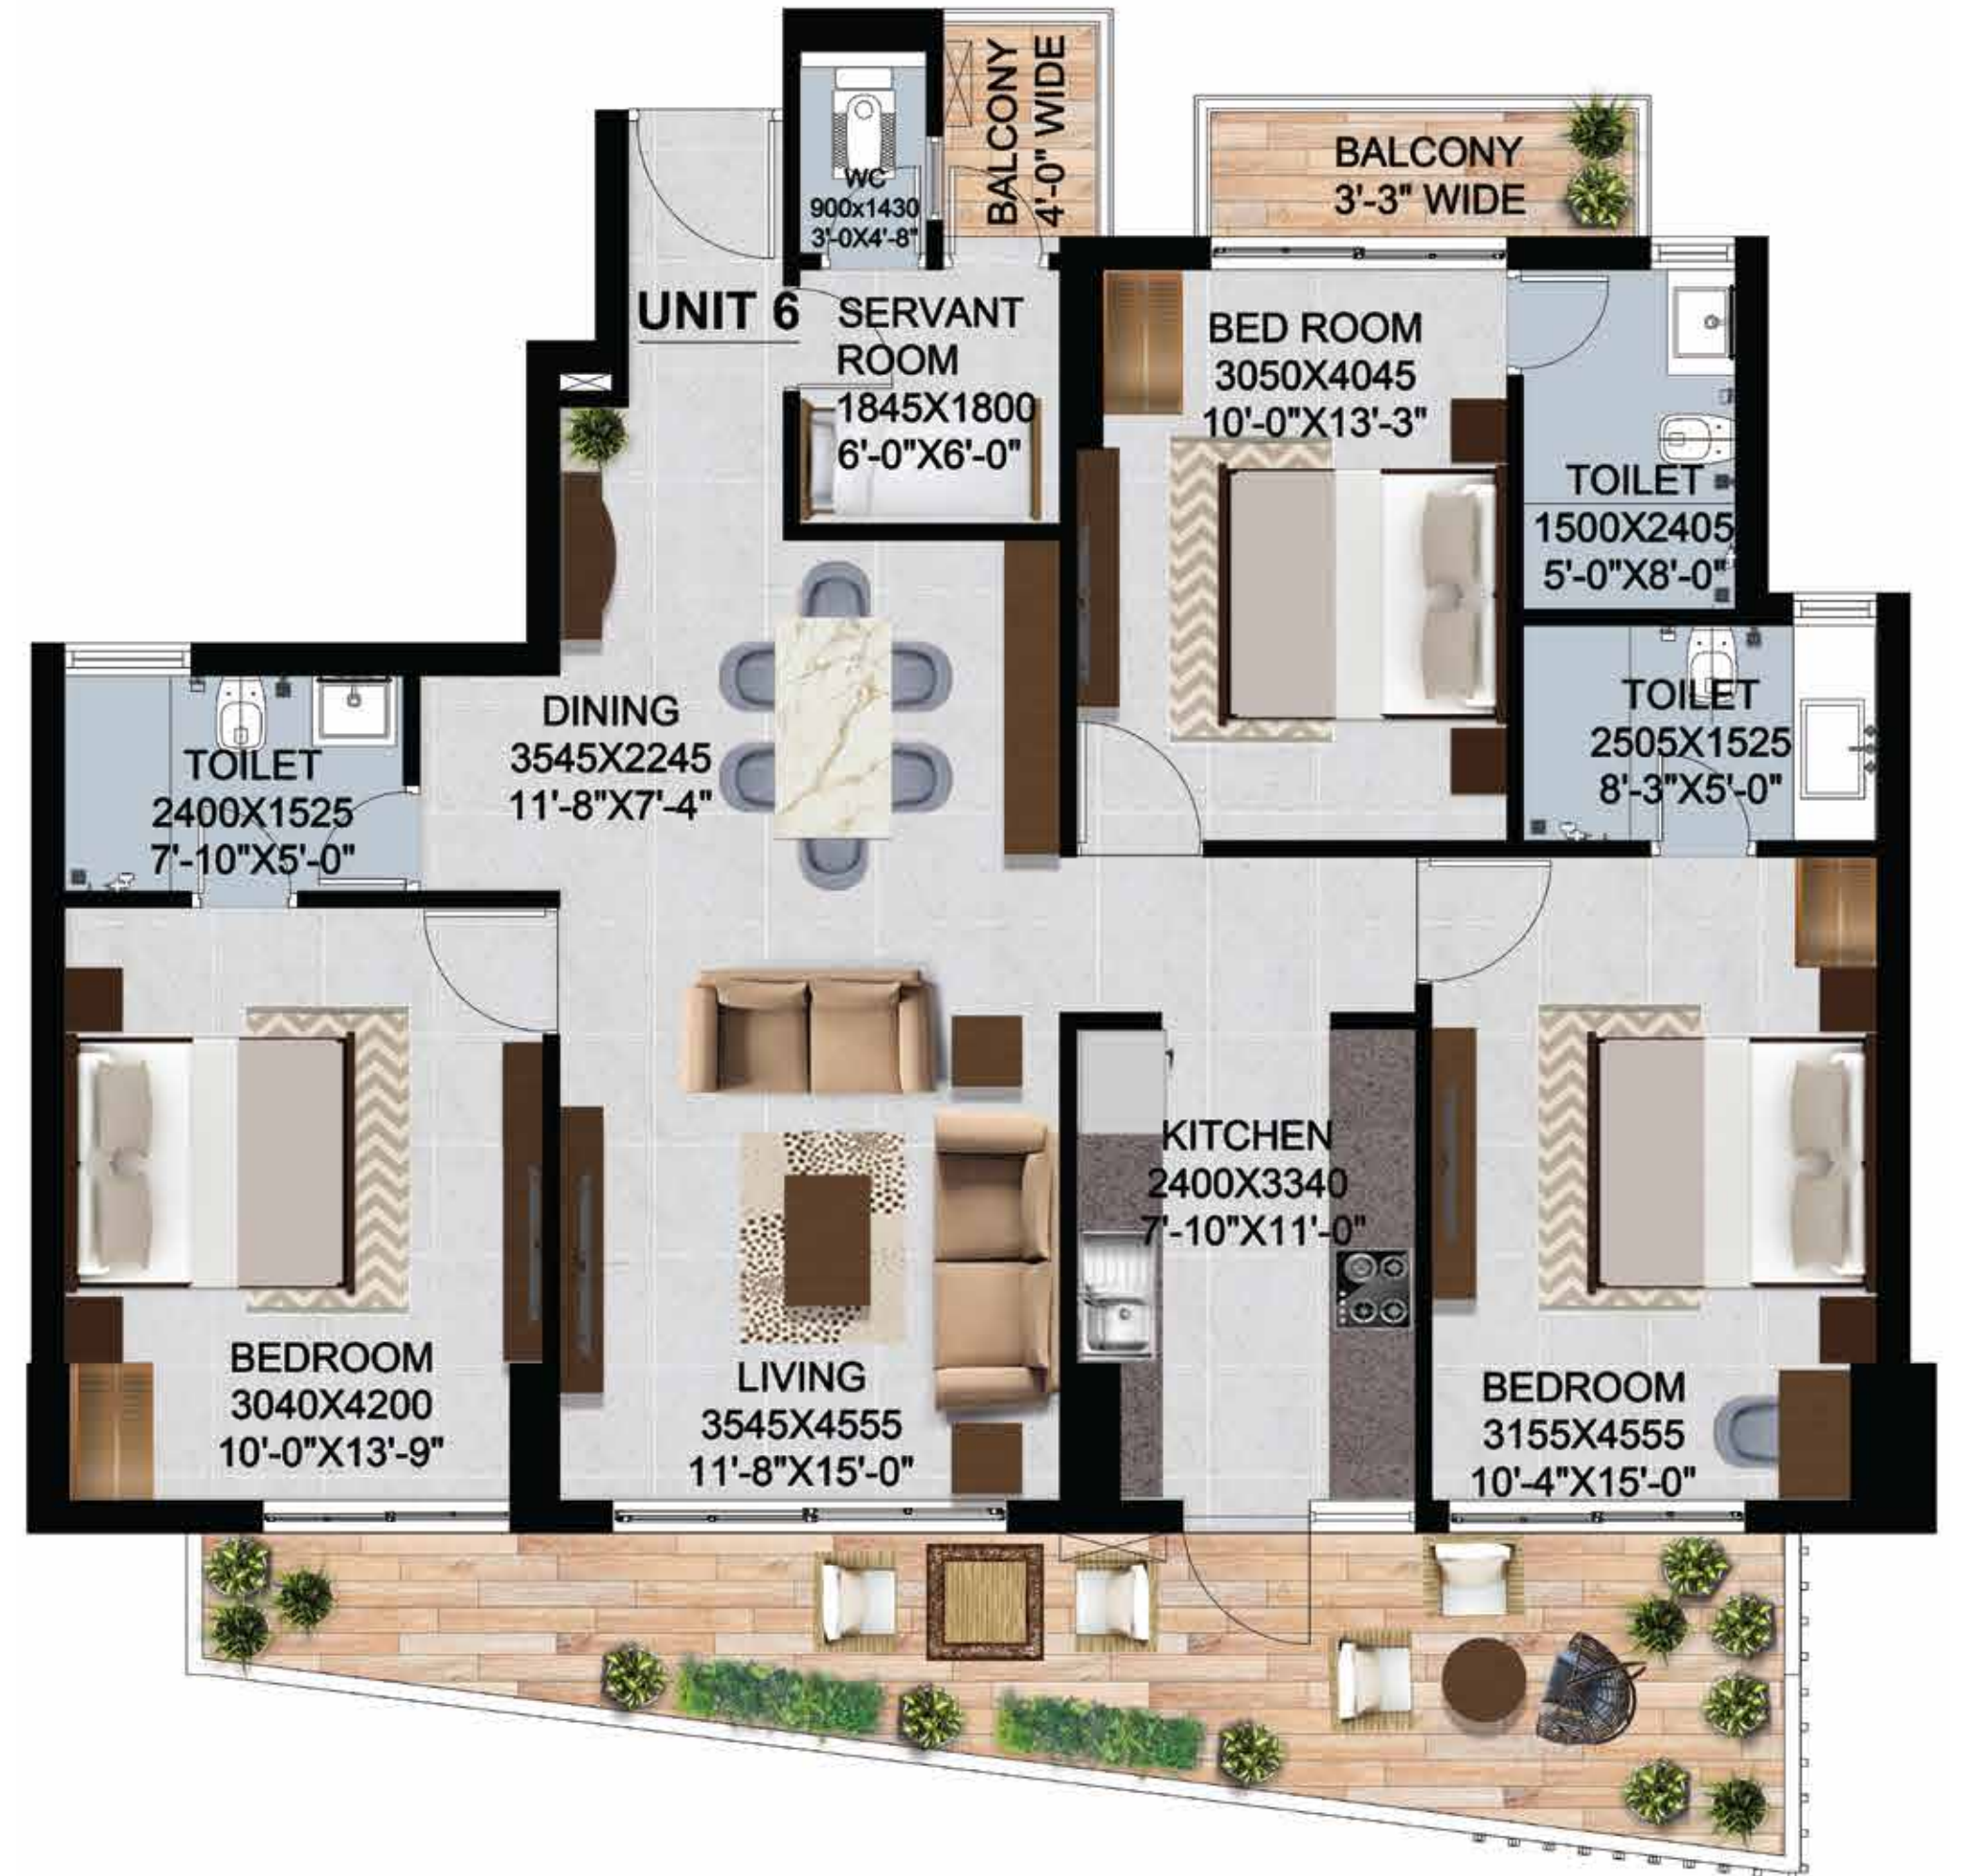 BALCONY
4'-0" WIDE
BALCONY
3'-3" WIDE
WC
900x1430
3'-0X4'-8"
UNIT 6
SERVANT
ROOM
1845X1800
6'-0"X6'-0"
BED ROOM
3050X4045
10'-0"X13'-3"
TOILET
1500X2405
5'-0"X8'-0"
DINING
3545X2245
11'-8"X7'-4"
TOILET
2505X1525
8'-3"X5'-0"
TOILET
2400X1525
7'-10"X5'-0"
KITCHEN
2400X3340
7'-10"X11'-0"
BEDROOM
3040X4200
10'-0"X13'-9"
LIVING
3545X4555
11'-8"X15'-0"
BEDROOM
3155X4555
10'-4"X15'-0"